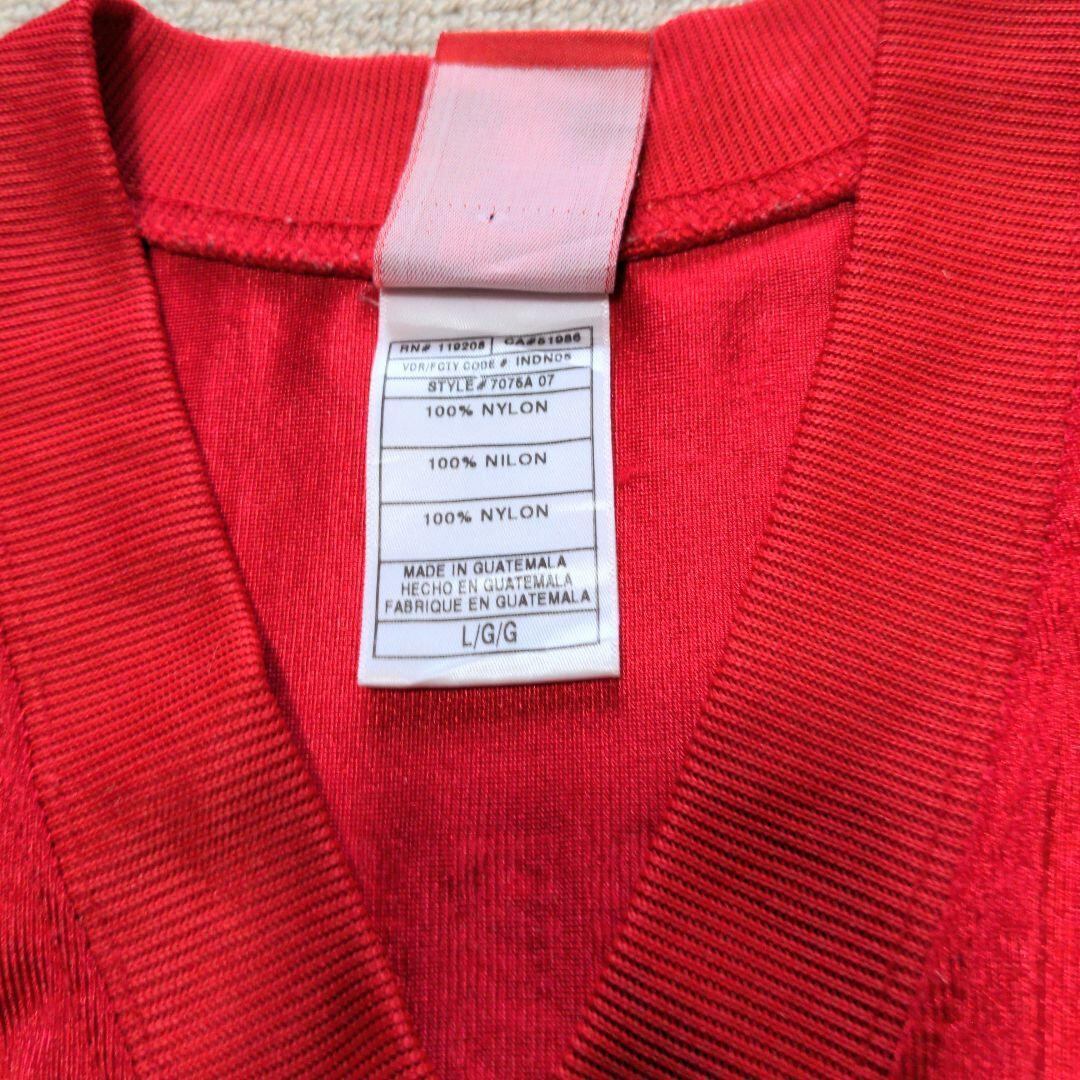 RN# 119208 CA#51986
VDR/FCTY CODE # INDN05
STYLE# 7075A 07
100% NYLON
100% NILON
100% NYLON
MADE IN GUATEMALA
HECHO EN GUATEMALA
FABRIQUE EN GUATEMALA
L/G/G